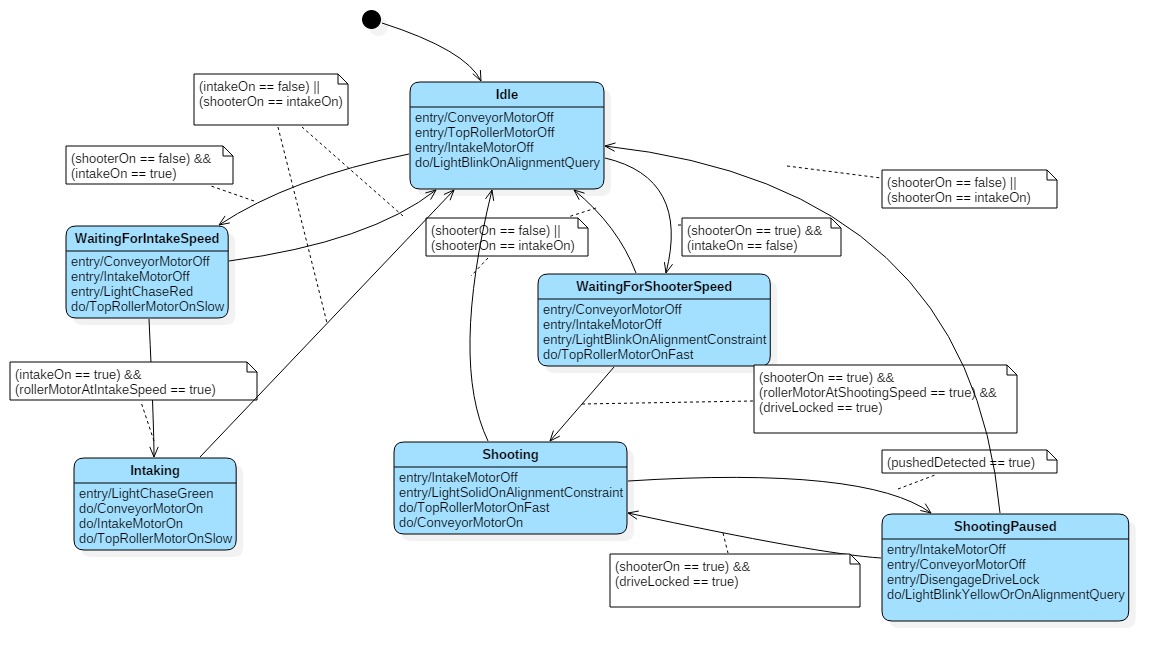 (intakeOn == false) ||
(shooterOn == intakeOn)
Idle
entry/ConveyorMotorOff
entry/TopRollerMotorOff
entry/IntakeMotorOff
do/LightBlinkOnAlignmentQuery
(shooterOn == false) &&
(intakeOn == true)
(shooterOn == false) ||
(shooterOn == intakeOn)
WaitingForIntakeSpeed
entry/ConveyorMotorOff
entry/IntakeMotorOff
entry/LightChaseRed
do/TopRollerMotorOnSlow
(shooterOn == false) ||
(shooterOn == intakeOn)
(shooterOn == true) &&
(intakeOn == false)
WaitingForShooterSpeed
entry/ConveyorMotorOff
entry/IntakeMotorOff
entry/LightBlinkOnAlignmentConstraint
do/TopRollerMotorOnFast
(intakeOn == true) &&
(rollerMotorAtIntakeSpeed == true)
(shooterOn == true) &&
(rollerMotorAtShootingSpeed == true) &&
(driveLocked == true)
Intaking
entry/LightChaseGreen
do/ConveyorMotorOn
do/IntakeMotorOn
do/TopRollerMotorOnSlow
Shooting
entry/IntakeMotorOff
entry/LightSolidOnAlignmentConstraint
do/TopRollerMotorOnFast
do/ConveyorMotorOn
(pushedDetected == true)
ShootingPaused
entry/IntakeMotorOff
entry/ConveyorMotorOff
entry/DisengageDriveLock
do/LightBlinkYellowOrOnAlignmentQuery
(shooterOn == true) &&
(driveLocked == true)